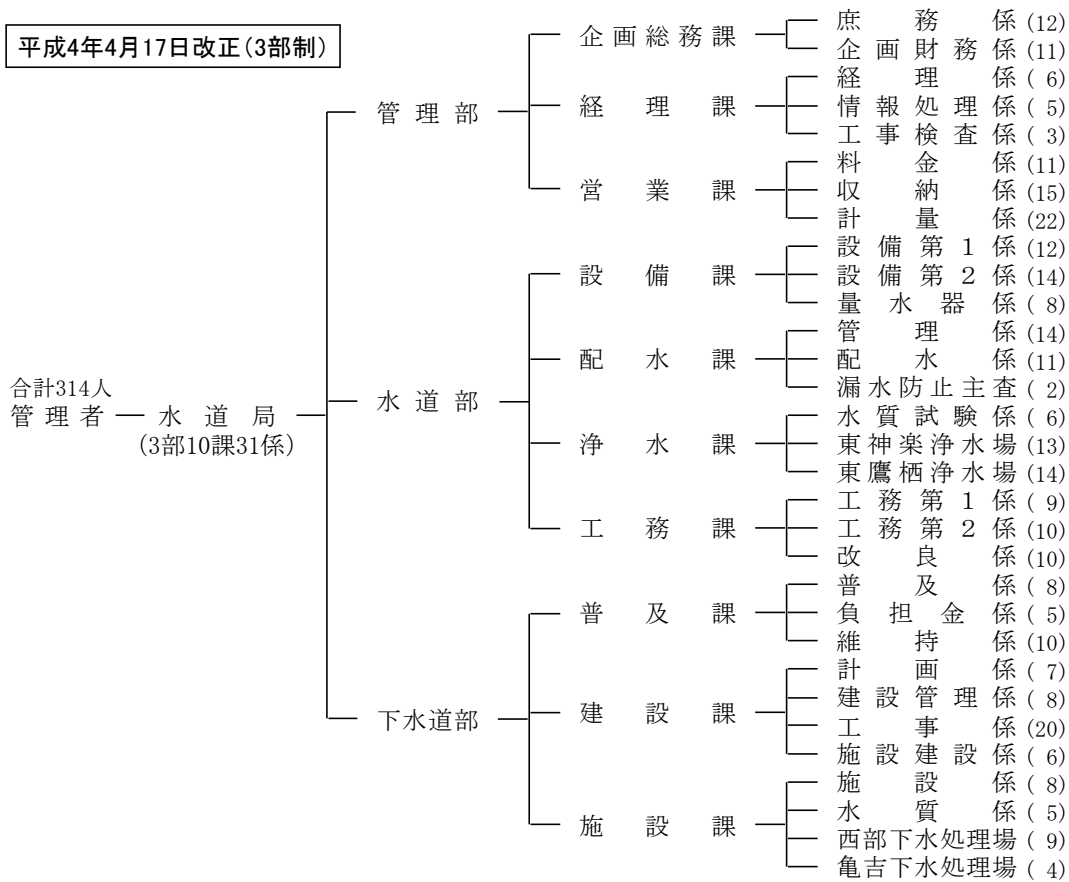 平成4年4月17日改正(3部制)
合計314人
管理者
水道局
(3部10課31係)
管理部
企画総務課
庶務係(12)
企画財務係(11)
経理課
経理係( 6)
情報処理係( 5)
工事検査係( 3)
営業課
料金係(11)
収納係(15)
計量係(22)
水道部
設備課
設備第1係(12)
設備第2係(14)
量水器係( 8)
配水課
管理係(14)
配水係(11)
漏水防止主査( 2)
浄水課
水質試験係( 6)
東神楽浄水場(13)
東鷹栖浄水場(14)
工務課
工務第1係( 9)
工務第2係(10)
改良係(10)
下水道部
普及課
普及係( 8)
負担金係( 5)
維持係(10)
建設課
計画係( 7)
建設管理係( 8)
工事係(20)
施設建設係( 6)
施設課
施設係( 8)
水質係( 5)
西部下水処理場( 9)
亀吉下水処理場( 4)